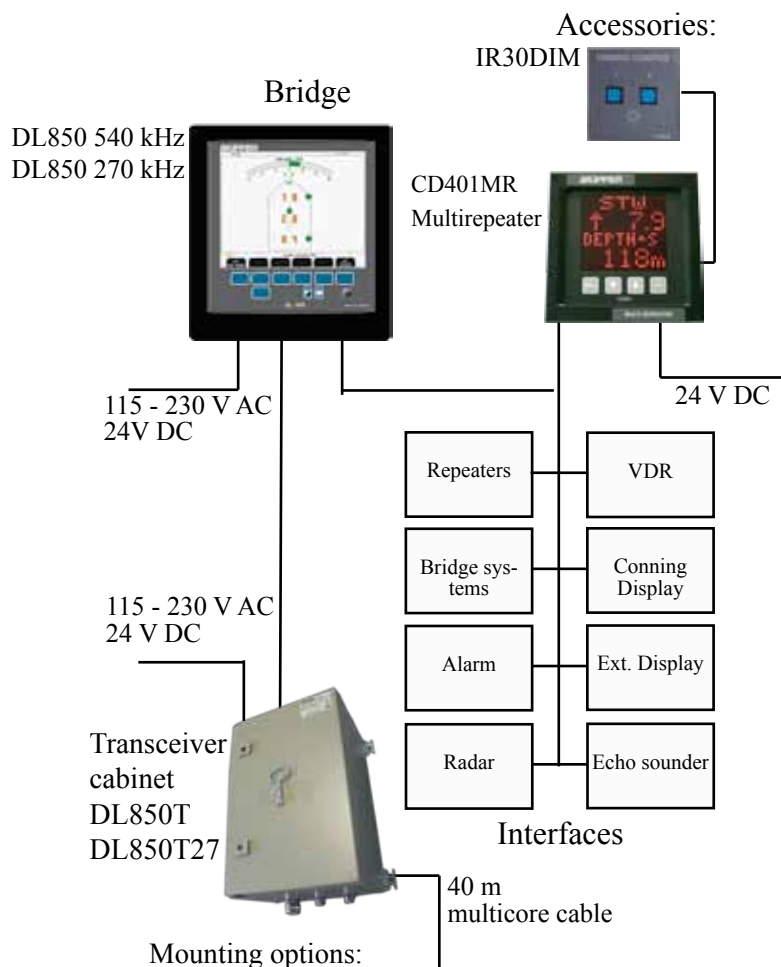 Accessories:
IR30DIM
Bridge
DL850 540 kHz
DL850 270 kHz
CD401MR
Multirepeater
STW
↑ 7.9
DEPTH
118m
115 - 230 V AC
24V DC
24 V DC
Repeaters
VDR
Bridge sys-
tems
Conning
Display
115 - 230 V AC
24 V DC
Alarm
Ext. Display
Radar
Echo sounder
Transceiver
cabinet
DL850T
DL850T27
Interfaces
40 m
multicore cable
Mounting options: